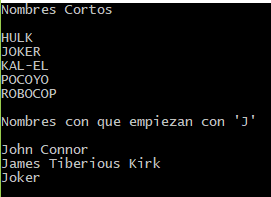 Nombres Cortos
HULK
JOKER
KAL-EL
POCOYO
ROBOCOP
Nombres con que empiezan con 'J'
John Connor
James Tiberious Kirk
Joker